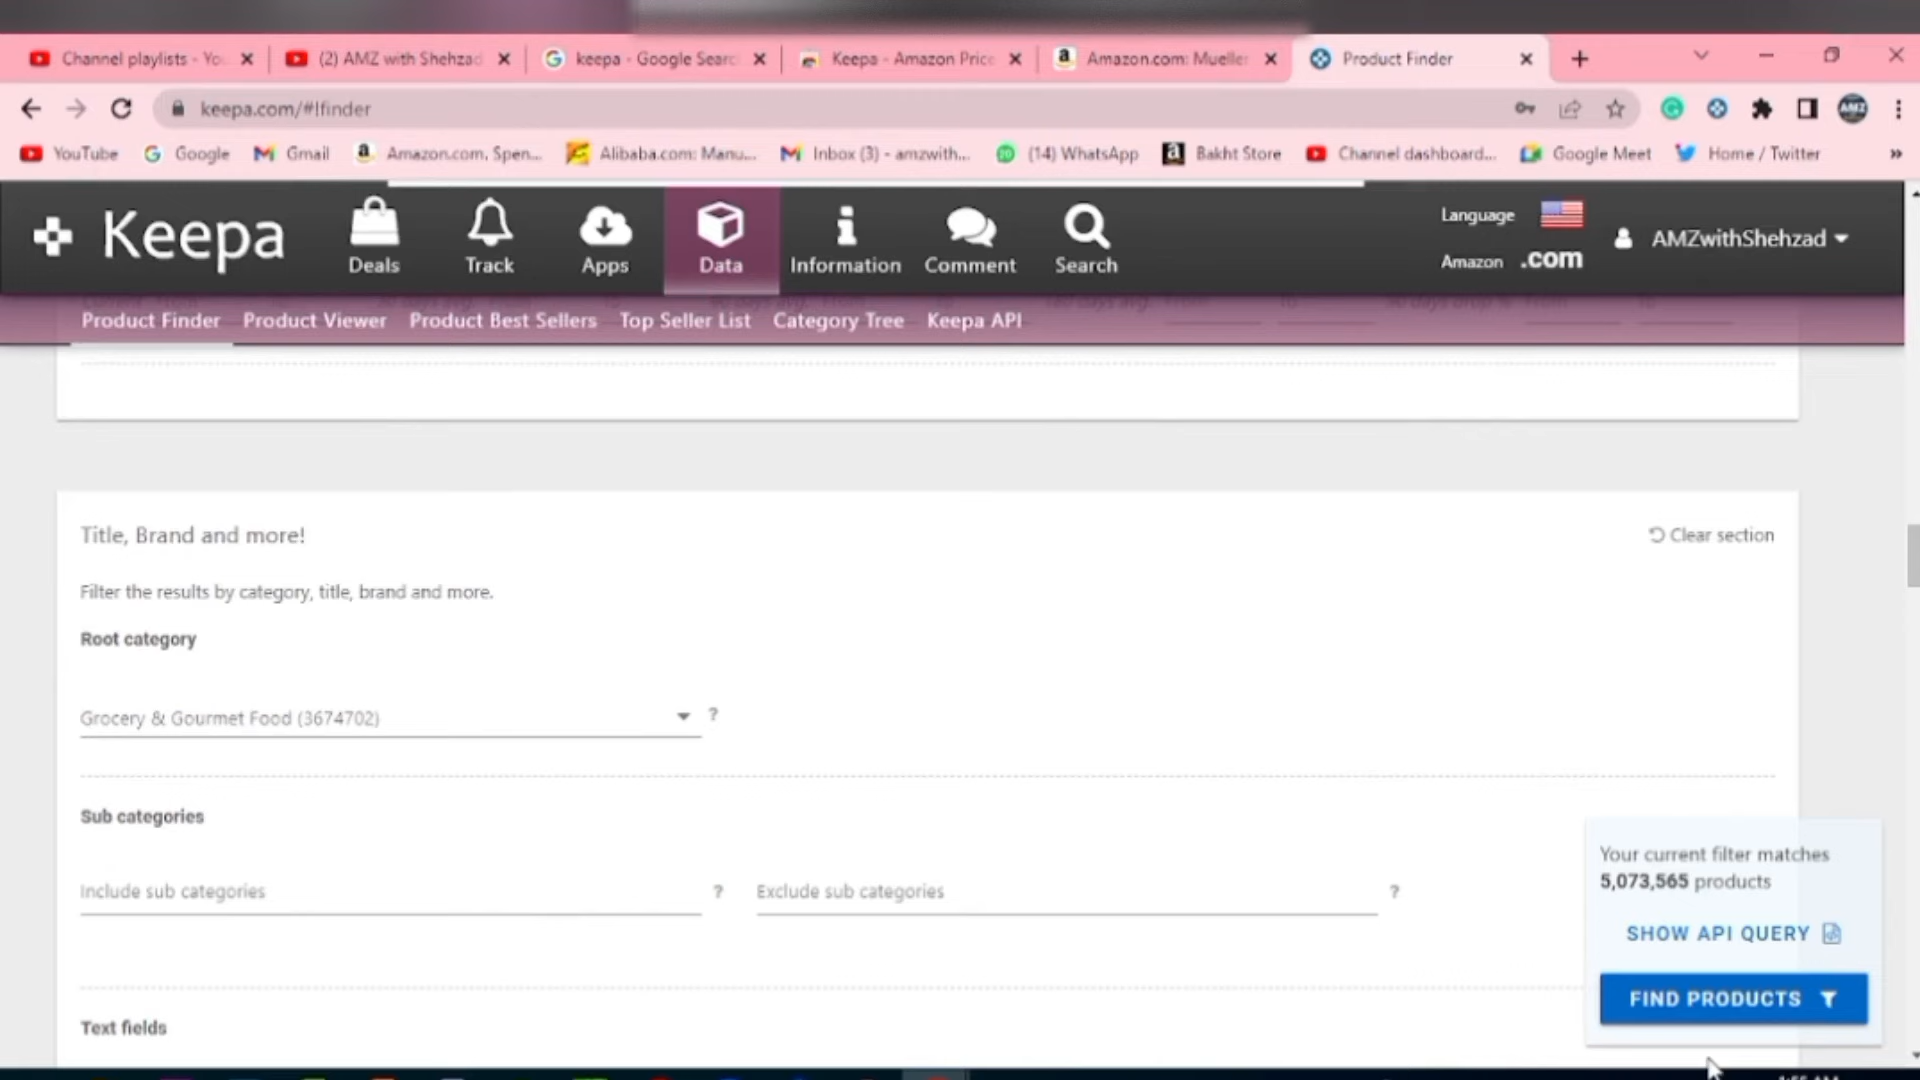 Channel playlists - Yo
(2) AMZ with Shehzad
keepa - Google Searc
Keepa - Amazon Price
Amazon.com: Mueller
Product Finder
keepa.com/#!finder
YouTube
Google
Gmail
Amazon.com. Spen...
Alibaba.com: Manu...
Inbox (3) - amzwith...
(14) WhatsApp
Bakht Store
Channel dashboard...
Google Meet
Home / Twitter
Keepa
Deals
Track
Apps
Data
Information
Comment
Search
Language
Amazon .com
AMZwithShehzad
Product Finder
Product Viewer
Product Best Sellers
Top Seller List
Category Tree
Keepa API
Title, Brand and more!
Clear section
Filter the results by category, title, brand and more.
Root category
Grocery & Gourmet Food (3674702)
?
Sub categories
Include sub categories
?
Exclude sub categories
?
Text fields
Your current filter matches
5,073,565 products
SHOW API QUERY
FIND PRODUCTS